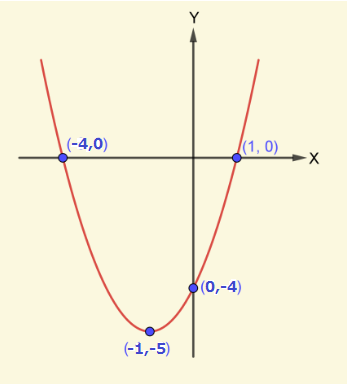 Y
(-4,0)
(1, 0)
X
(0,-4)
(-1,-5)